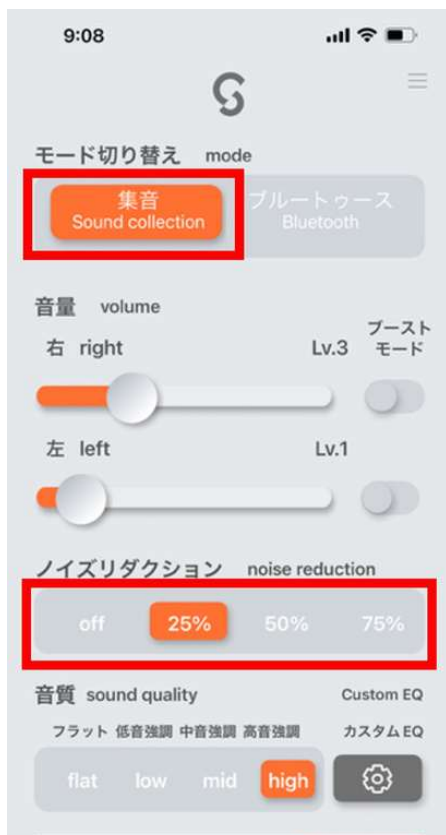 9:08
モード切り替え mode
集音 ブルートゥース
Sound collection Bluetooth
音量 volume
ブースト
右 right Lv.3 モード
左 left Lv.1
ノイズリダクション noise reduction
off 25% 50% 75%
音質 sound quality Custom EQ
フラット 低音強調 中音強調 高音強調 カスタムEQ
flat low mid high